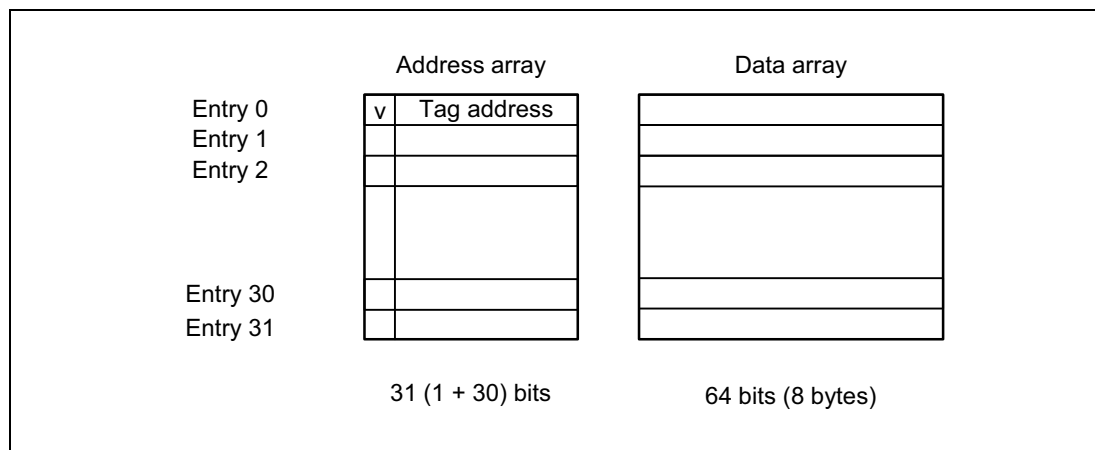 Address array Data array
Entry 0 v Tag address
Entry 1
Entry 2
Entry 30
Entry 31
31 (1 + 30) bits 64 bits (8 bytes)